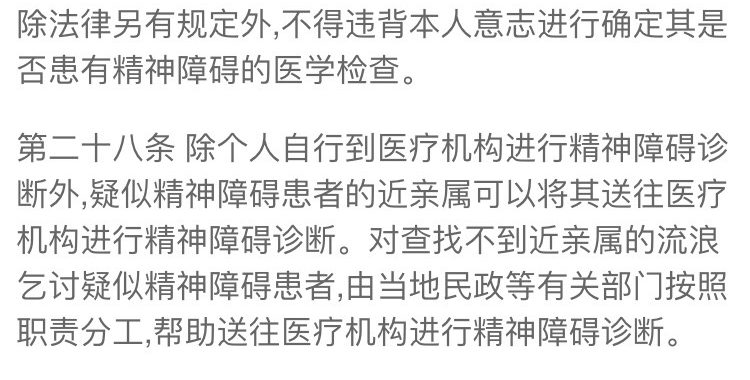 除法律另有规定外,不得违背本人意志进行确定其是
否患有精神障碍的医学检查。
第二十八条 除个人自行到医疗机构进行精神障碍诊
断外,疑似精神障碍患者的近亲属可以将其送往医疗
机构进行精神障碍诊断。对查找不到近亲属的流浪
乞讨疑似精神障碍患者,由当地民政等有关部门按照
职责分工,帮助送往医疗机构进行精神障碍诊断。